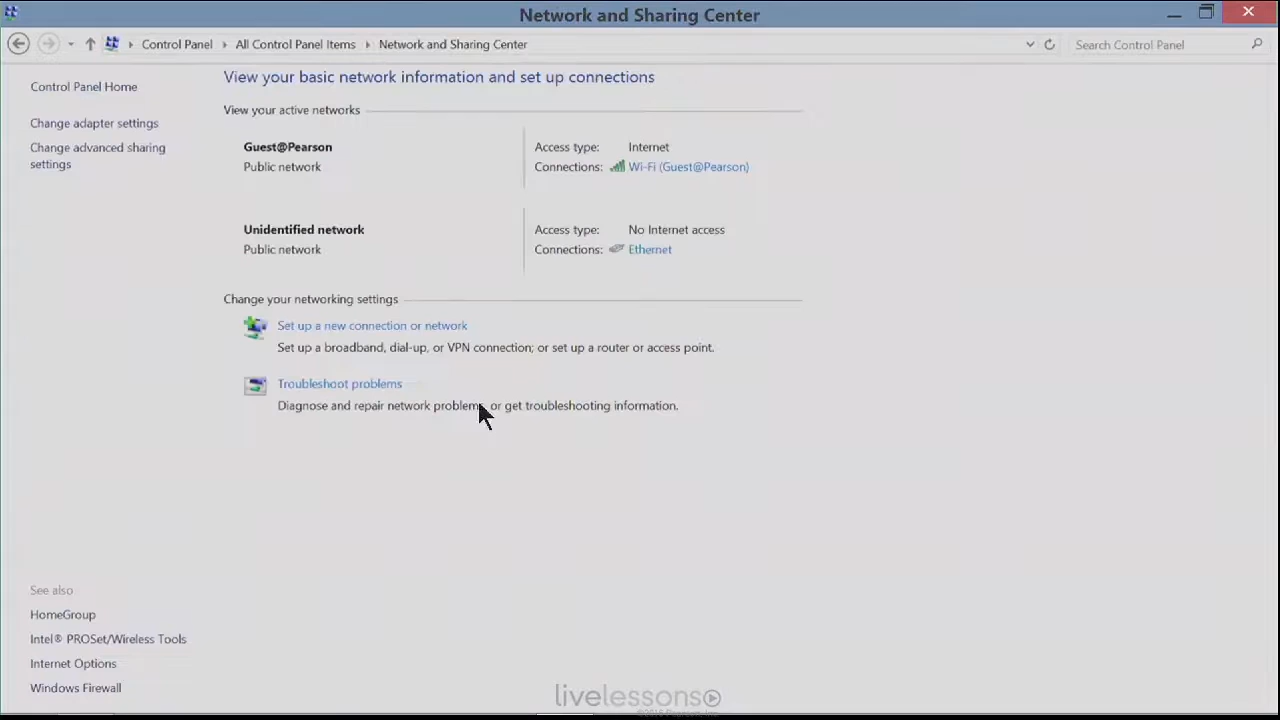 Network and Sharing Center
Control Panel All Control Panel Items Network and Sharing Center
Search Control Panel
Control Panel Home
Change adapter settings
Change advanced sharing
settings
View your basic network information and set up connections
View your active networks
Guest@Pearson
Public network
Access type: Internet
Connections: Wi-Fi (Guest@Pearson)
Unidentified network
Public network
Access type: No Internet access
Connections: Ethernet
Change your networking settings
Set up a new connection or network
Set up a broadband, dial-up, or VPN connection; or set up a router or access point.
Troubleshoot problems
Diagnose and repair network problems, or get troubleshooting information.
See also
HomeGroup
Intel® PROSet/Wireless Tools
Internet Options
Windows Firewall
livelessons